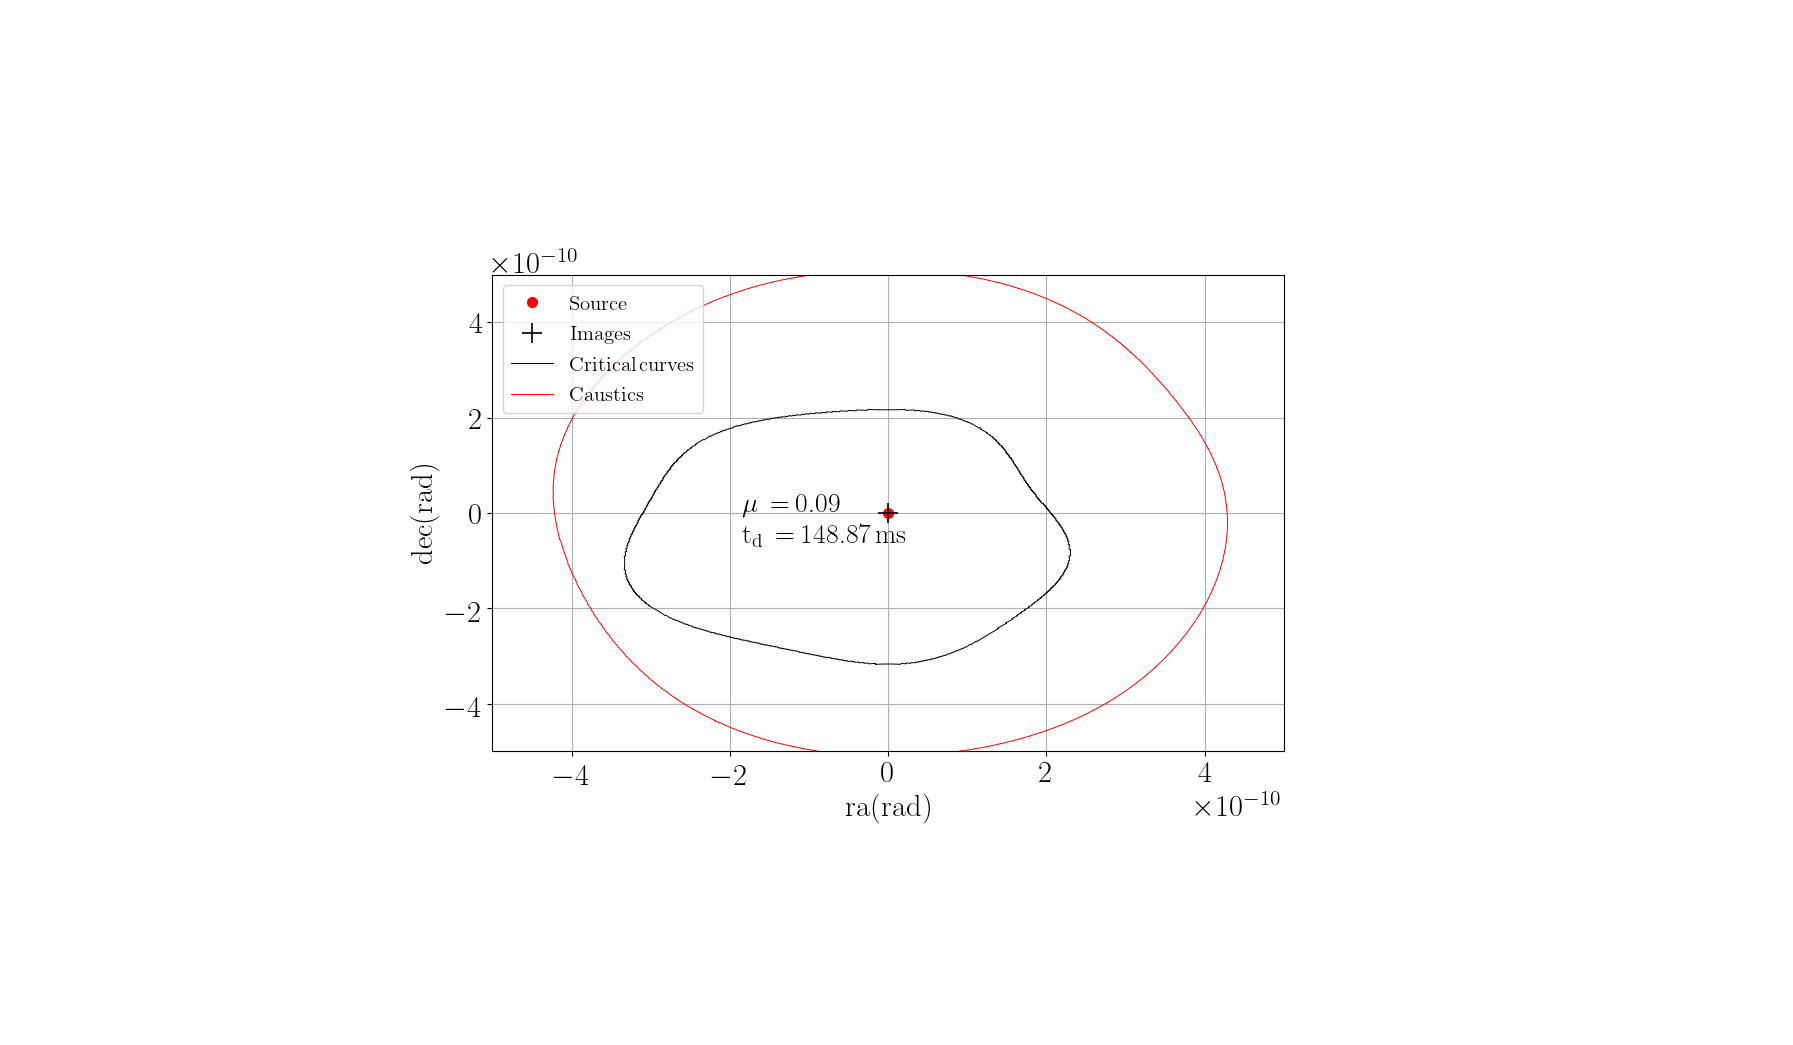 ×10⁻¹⁰
Source
Images
Critical curves
Caustics
4
2
0
−2
−4
dec(rad)
μ = 0.09
t_d = 148.87 ms
−4 −2 0 2 4
ra(rad)
×10⁻¹⁰